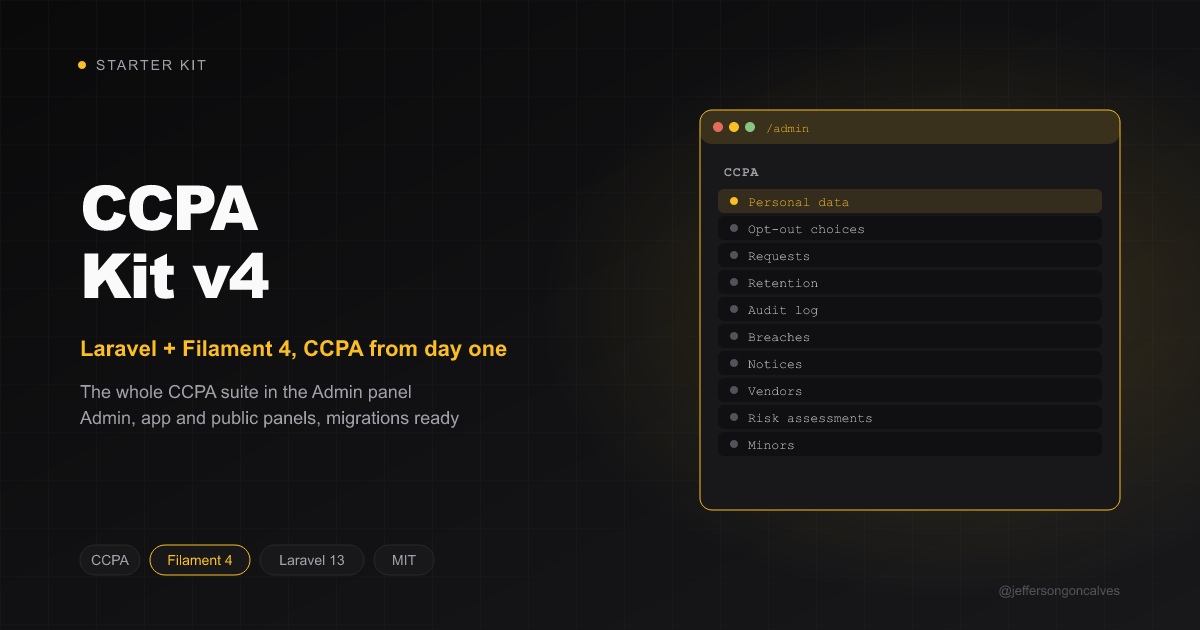 STARTER KIT
CCPA
Kit v4
Laravel + Filament 4, CCPA from day one
The whole CCPA suite in the Admin panel
Admin, app and public panels, migrations ready
CCPA
Filament 4
Laravel 13
MIT
/admin
CCPA
Personal data
Opt-out choices
Requests
Retention
Audit log
Breaches
Notices
Vendors
Risk assessments
Minors
@jeffersongoncalves